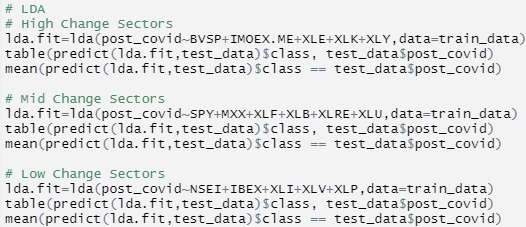 # LDA
# High Change Sectors
lda.fit=lda(post_covid~BVSP+IMOEX.ME+XLE+XLK+XLY,data=train_data)
table(predict(lda.fit,test_data)$class, test_data$post_covid)
mean(predict(lda.fit,test_data)$class == test_data$post_covid)
# Mid Change Sectors
lda.fit=lda(post_covid~SPY+MXX+XLF+XLB+XLRE+XLU,data=train_data)
table(predict(lda.fit,test_data)$class, test_data$post_covid)
mean(predict(lda.fit,test_data)$class == test_data$post_covid)
# Low Change Sectors
lda.fit=lda(post_covid~NSEI+IBEX+XLI+XLV+XLP,data=train_data)
table(predict(lda.fit,test_data)$class, test_data$post_covid)
mean(predict(lda.fit,test_data)$class == test_data$post_covid)